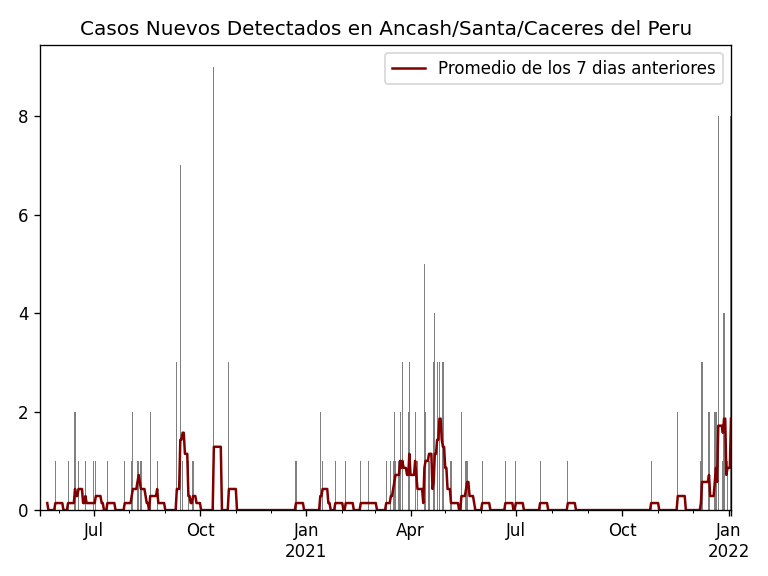 Casos Nuevos Detectados en Ancash/Santa/Caceres del Peru
Promedio de los 7 dias anteriores
8
6
4
2
0
Jul
Oct
Jan
2021
Apr
Jul
Oct
Jan
2022